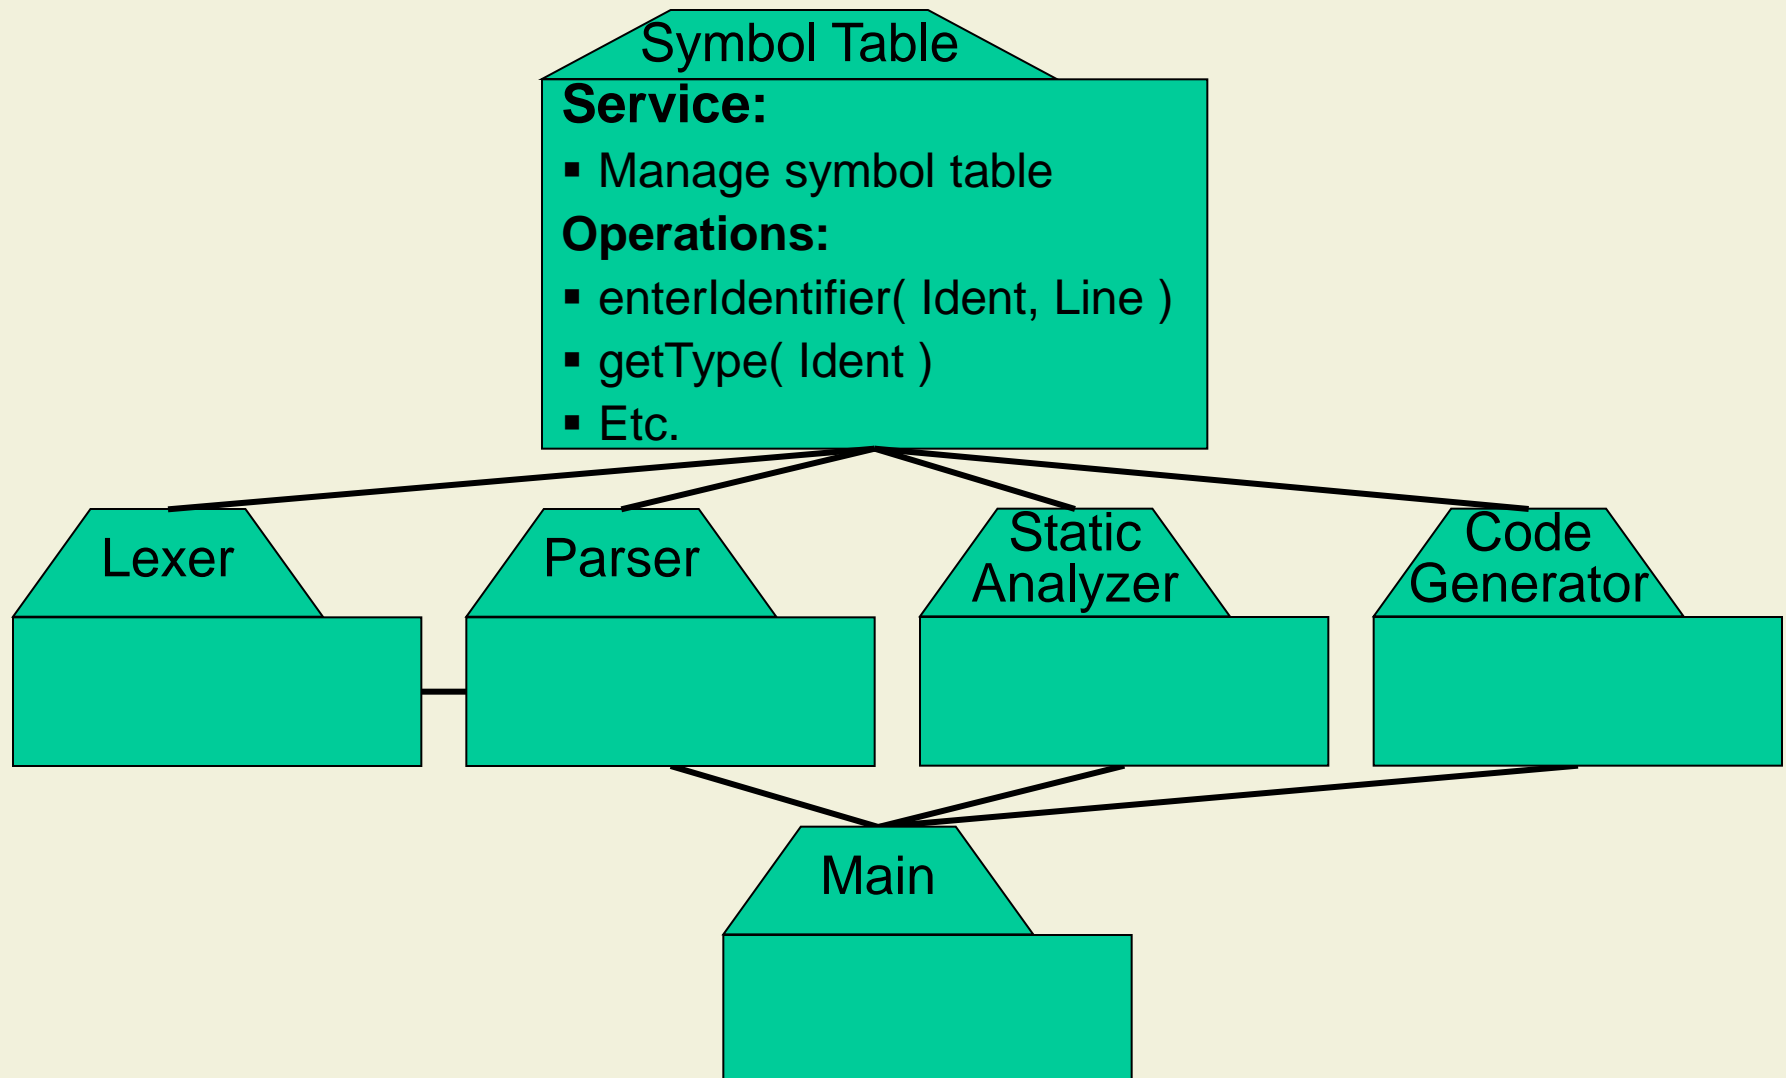 Symbol Table
Service:
▪ Manage symbol table
Operations:
▪ enterIdentifier( Ident, Line )
▪ getType( Ident )
▪ Etc.
Lexer
Parser
Static
Analyzer
Code
Generator
Main